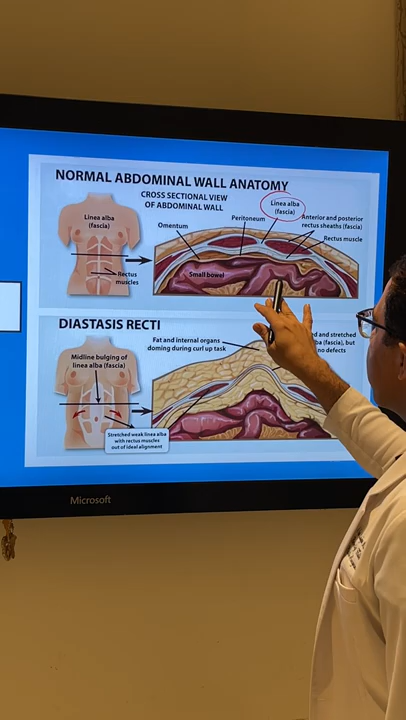 NORMAL ABDOMINAL WALL ANATOMY
CROSS SECTIONAL VIEW
OF ABDOMINAL WALL
Linea alba
(fascia)
Rectus
muscles
Omentum
Peritoneum
Linea alba
(fascia)
Anterior and posterior
rectus sheaths (fascia)
Rectus muscle
Small bowel
DIASTASIS RECTI
Midline bulging of
linea alba (fascia)
Fat and internal organs
doming during curl up task
ed and stretched
ba (fascia), but
no defects
Stretched weak linea alba
with rectus muscles
out of ideal alignment
Microsoft